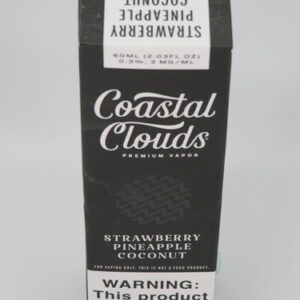 STRAWBERRY
PINEAPPLE
COCONUT
60ML (2.03FL OZ)
0.3%, 3 MG/ML
Coastal
Clouds
PREMIUM VAPOR
STRAWBERRY
PINEAPPLE
COCONUT
FOR VAPING ONLY. THIS IS NOT A FOOD PRODUCT.
WARNING:
This product